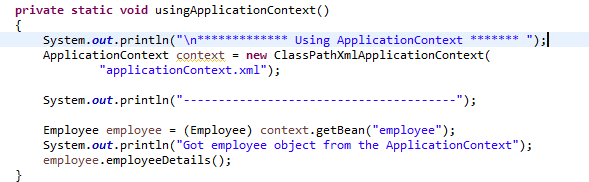 private static void usingApplicationContext()
{
System.out.println("\n************* Using ApplicationContext ******* ");
ApplicationContext context = new ClassPathXmlApplicationContext(
"applicationContext.xml");
System.out.println("---------------------------------------");
Employee employee = (Employee) context.getBean("employee");
System.out.println("Got employee object from the ApplicationContext");
employee.employeeDetails();
}